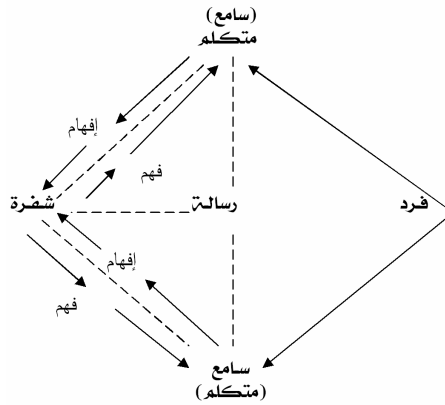 (سامع)
متكلم
إفهام
فهم
فرد
رسالة
شفرة
إفهام
فهم
سامع
(متكلم)